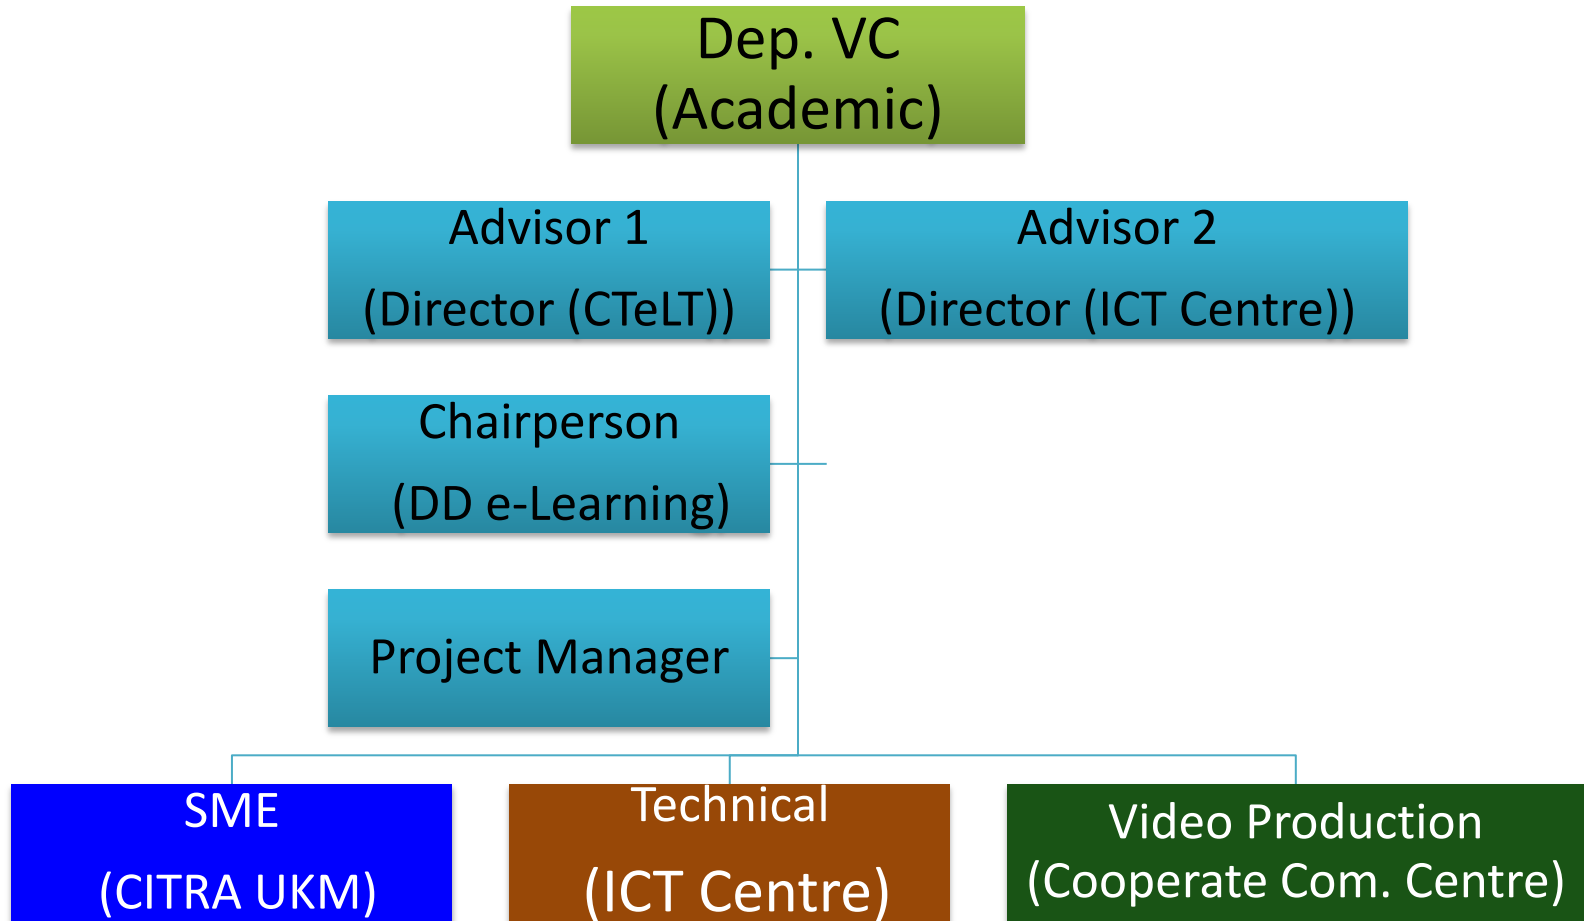 Dep. VC
(Academic)
Advisor 1
(Director (CTeLT))
Advisor 2
(Director (ICT Centre))
Chairperson
(DD e-Learning)
Project Manager
SME
(CITRA UKM)
Technical
(ICT Centre)
Video Production
(Cooperate Com. Centre)